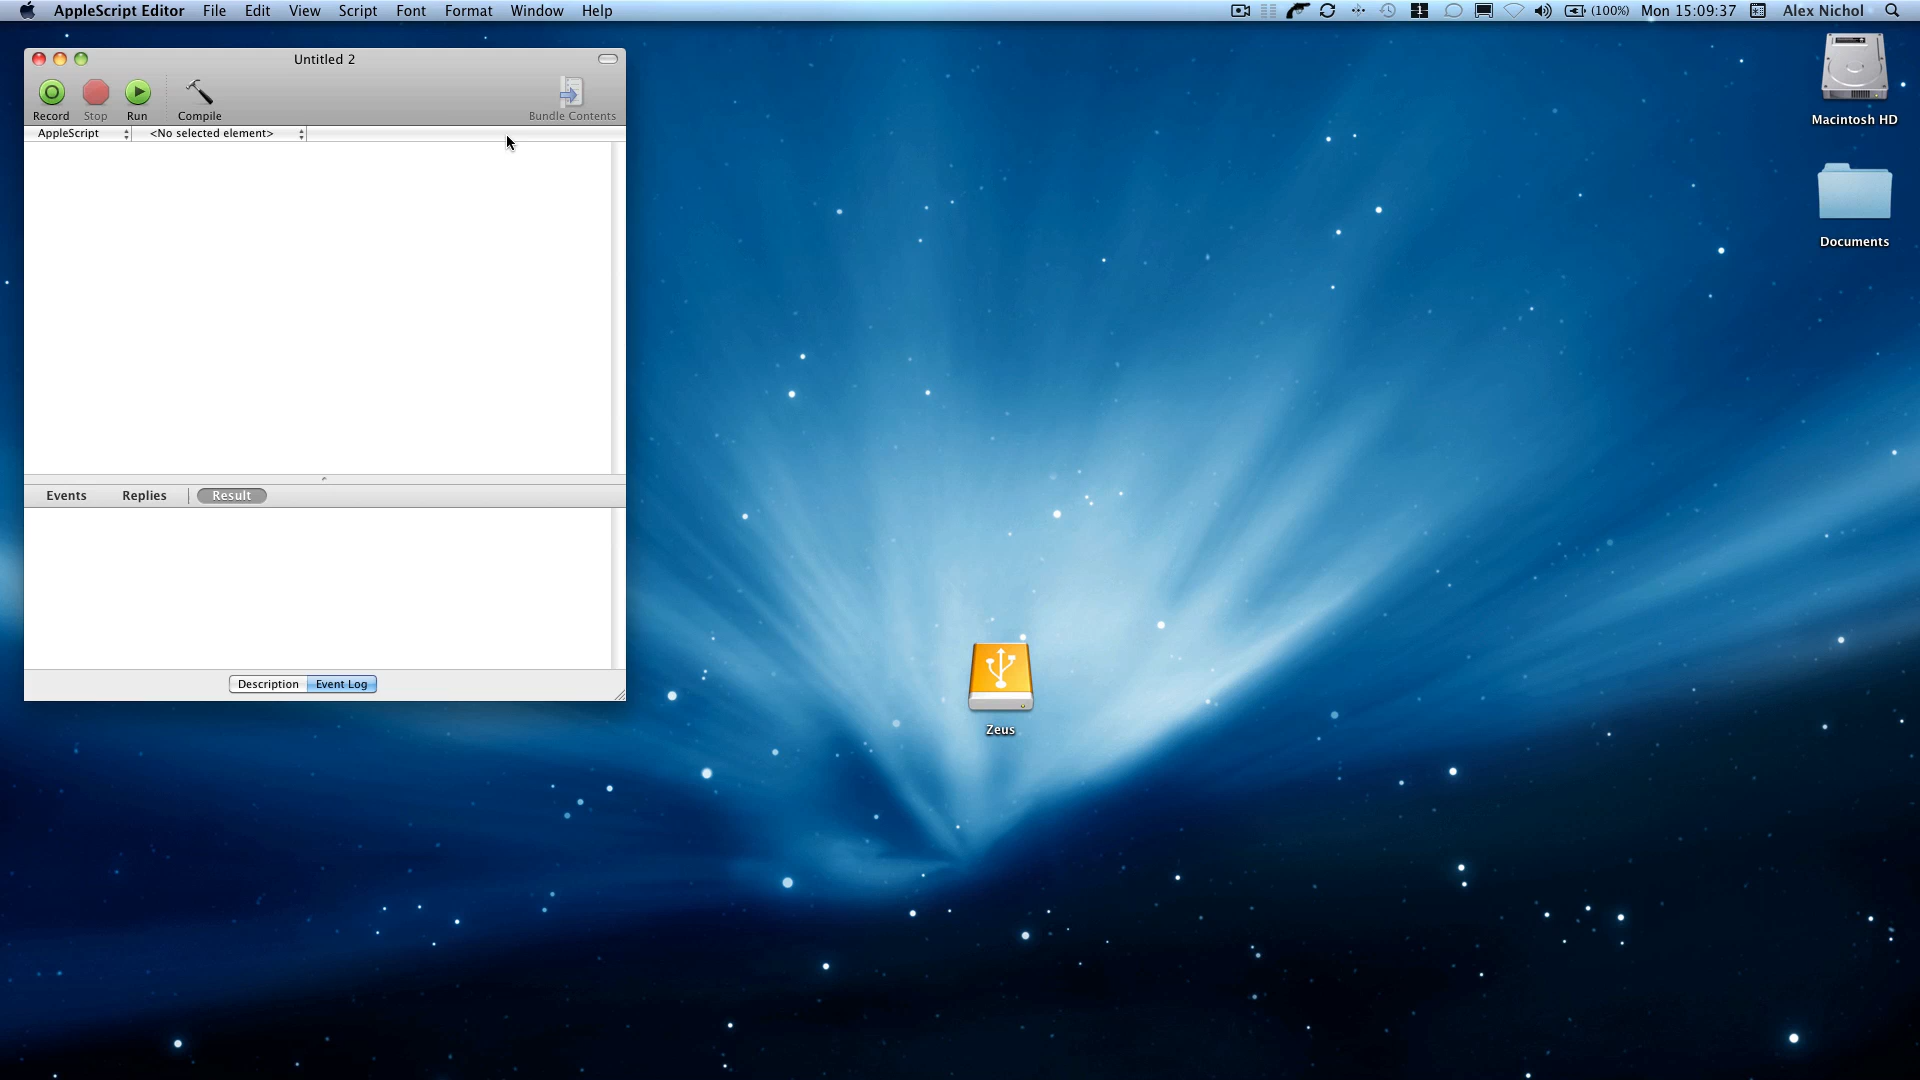 AppleScript Editor File Edit View Script Font Format Window Help 1 (100%) Mon 15:09:37 Alex Nichol
Untitled 2
Record Stop Run Compile Bundle Contents
AppleScript <No selected element>
Events Replies Result
Description Event Log
Macintosh HD
Documents
Zeus